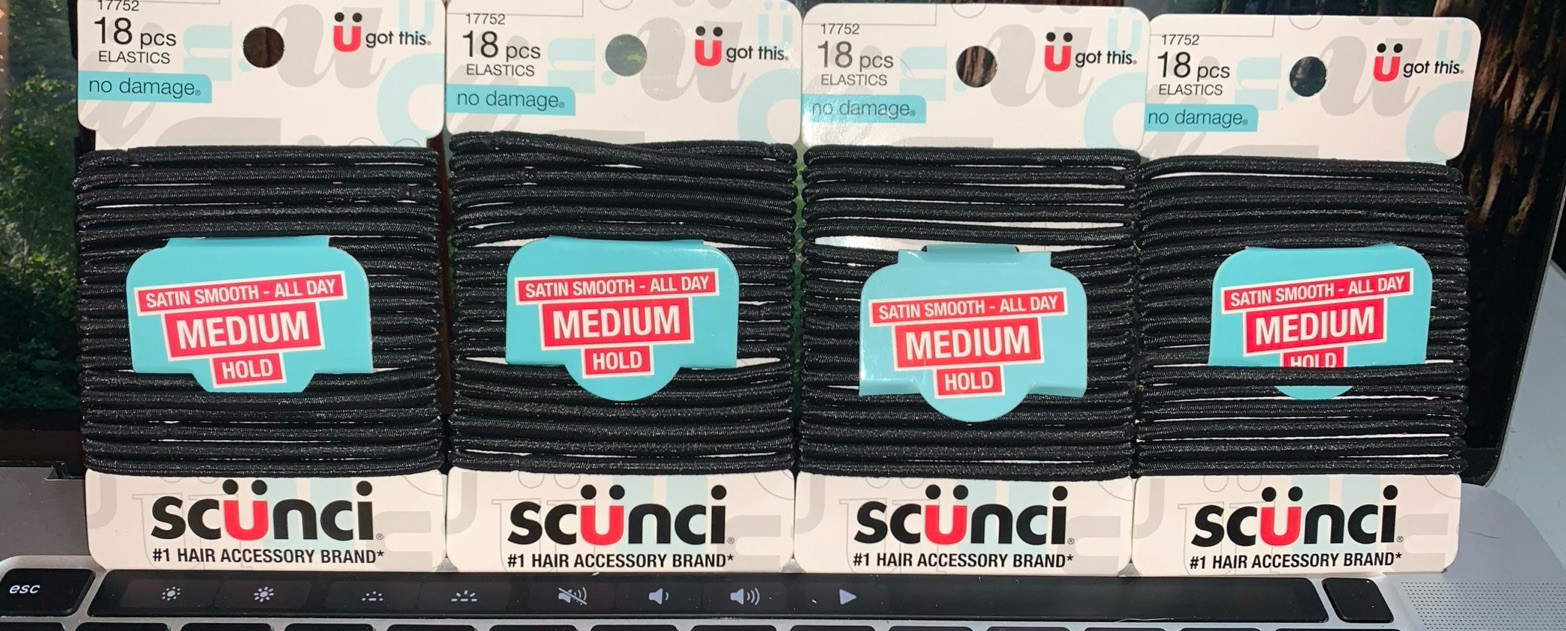 17752
18 pcs
ELASTICS
no damage®
Ü got this®
SATIN SMOOTH - ALL DAY
MEDIUM
HOLD
scünci®
#1 HAIR ACCESSORY BRAND*
17752
18 pcs
ELASTICS
no damage®
Ü got this®
SATIN SMOOTH - ALL DAY
MEDIUM
HOLD
scünci®
#1 HAIR ACCESSORY BRAND*
17752
18 pcs
ELASTICS
no damage®
Ü got this®
SATIN SMOOTH - ALL DAY
MEDIUM
HOLD
scünci®
#1 HAIR ACCESSORY BRAND*
17752
18 pcs
ELASTICS
no damage®
Ü got this®
SATIN SMOOTH - ALL DAY
MEDIUM
HOLD
scünci®
#1 HAIR ACCESSORY BRAND*
esc